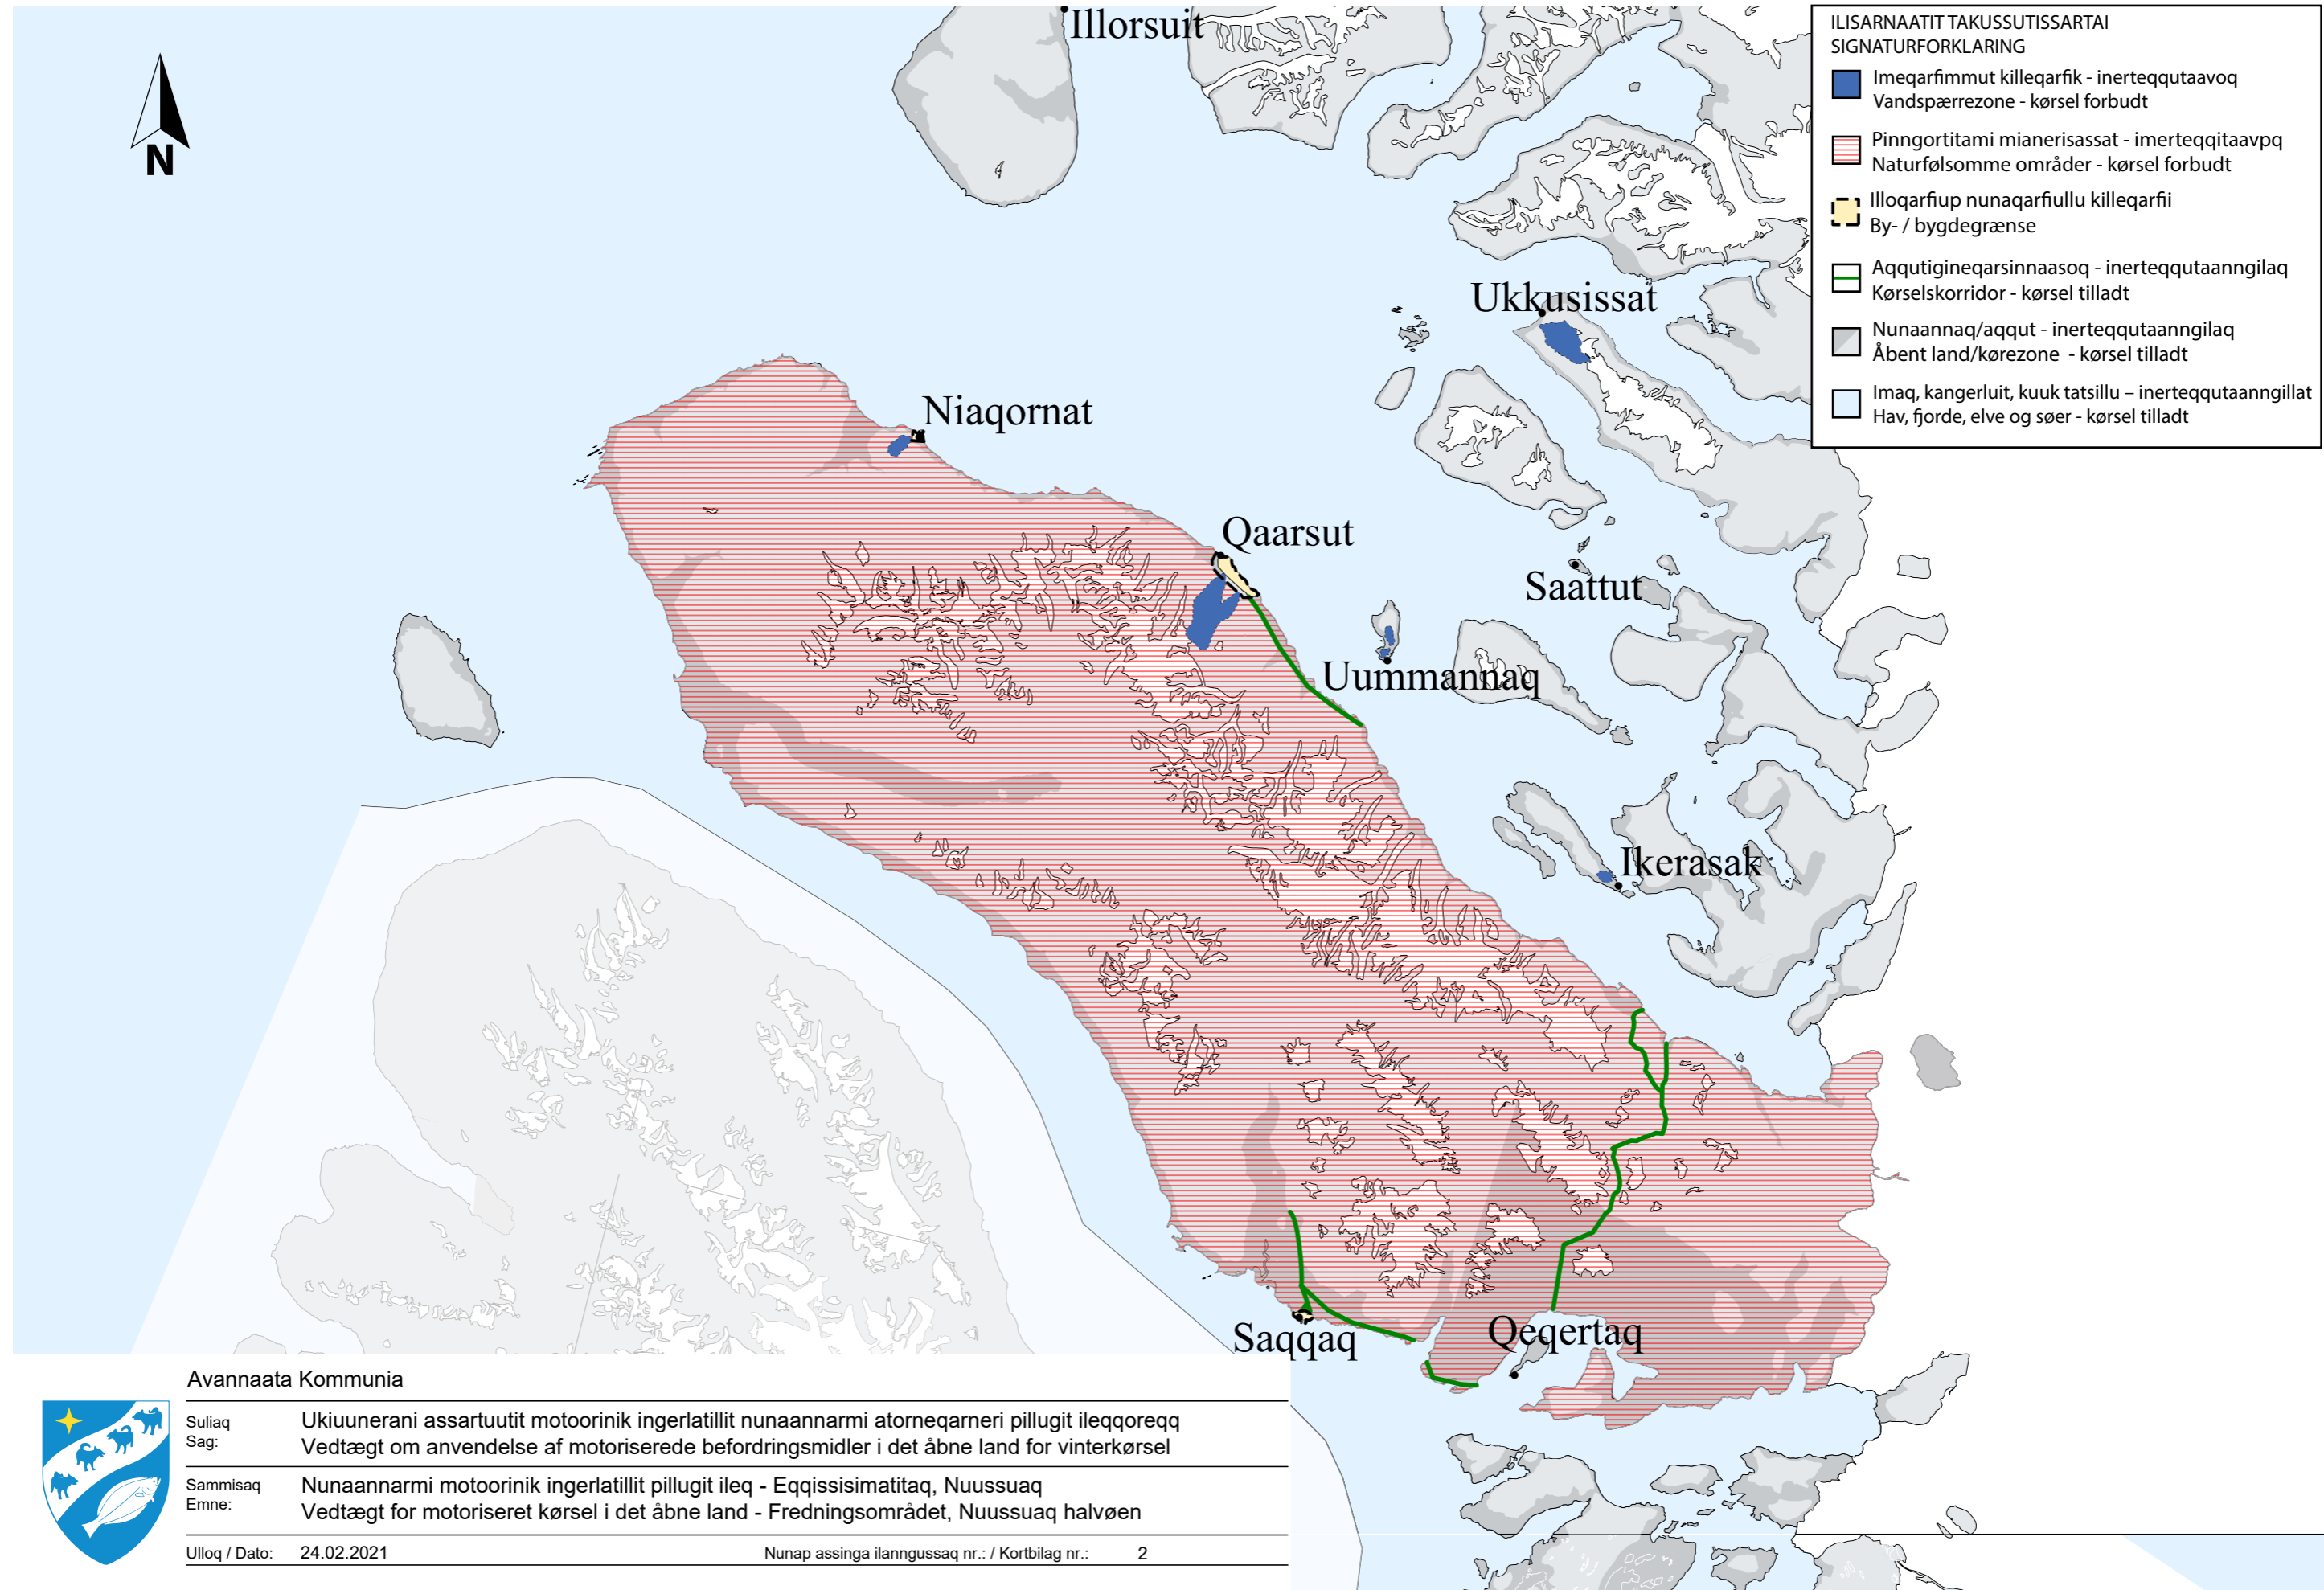 Illorsuit
N
ILISARNAATIT TAKUSSUTISSARTAI
SIGNATURFORKLARING
Imeqarfimmut killeqarfik - inerteqqutaavoq
Vandspærrezone - kørsel forbudt
Pinngortitami mianerisassat - imerteqqitaavpq
Naturfølsomme områder - kørsel forbudt
Illoqarfiup nunaqarfiullu killeqarfii
By- / bygdegrænse
Aqqutigineqarsinnaasoq - inerteqqutaanngilaq
Kørselskorridor - kørsel tilladt
Nunaannaq/aqqut - inerteqqutaanngilaq
Åbent land/kørezone - kørsel tilladt
Imaq, kangerluit, kuuk tatsillu – inerteqqutaanngillat
Hav, fjorde, elve og søer - kørsel tilladt
Ukkusissat
Niaqornat
Qaarsut
Saattut
Uummannaq
Ikerasak
Saqqaq
Qeqertaq
Avannaata Kommunia
Suliaq
Sag:
Ukiuunerani assartuutit motoorinik ingerlatillit nunaannarmi atorneqarneri pillugit ileqqoreqq
Vedtægt om anvendelse af motoriserede befordringsmidler i det åbne land for vinterkørsel
Sammisaq
Emne:
Nunaannarmi motoorinik ingerlatillit pillugit ileq - Eqqissisimatitaq, Nuussuaq
Vedtægt for motoriseret kørsel i det åbne land - Fredningsområdet, Nuussuaq halvøen
Ulloq / Dato: 24.02.2021
Nunap assinga ilanngussaq nr.: / Kortbilag nr.: 2